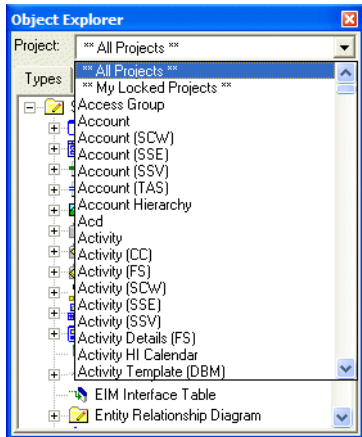 Object Explorer
Project: ** All Projects **
Types
** All Projects **
** My Locked Projects **
Access Group
Account
Account (SCW)
Account (SSE)
Account (SSV)
Account (TAS)
Account Hierarchy
Acd
Activity
Activity (CC)
Activity (FS)
Activity (SCW)
Activity (SSE)
Activity (SSV)
Activity Details (FS)
Activity HI Calendar
Activity Template (DBM)
EIM Interface Table
Entity Relationship Diagram